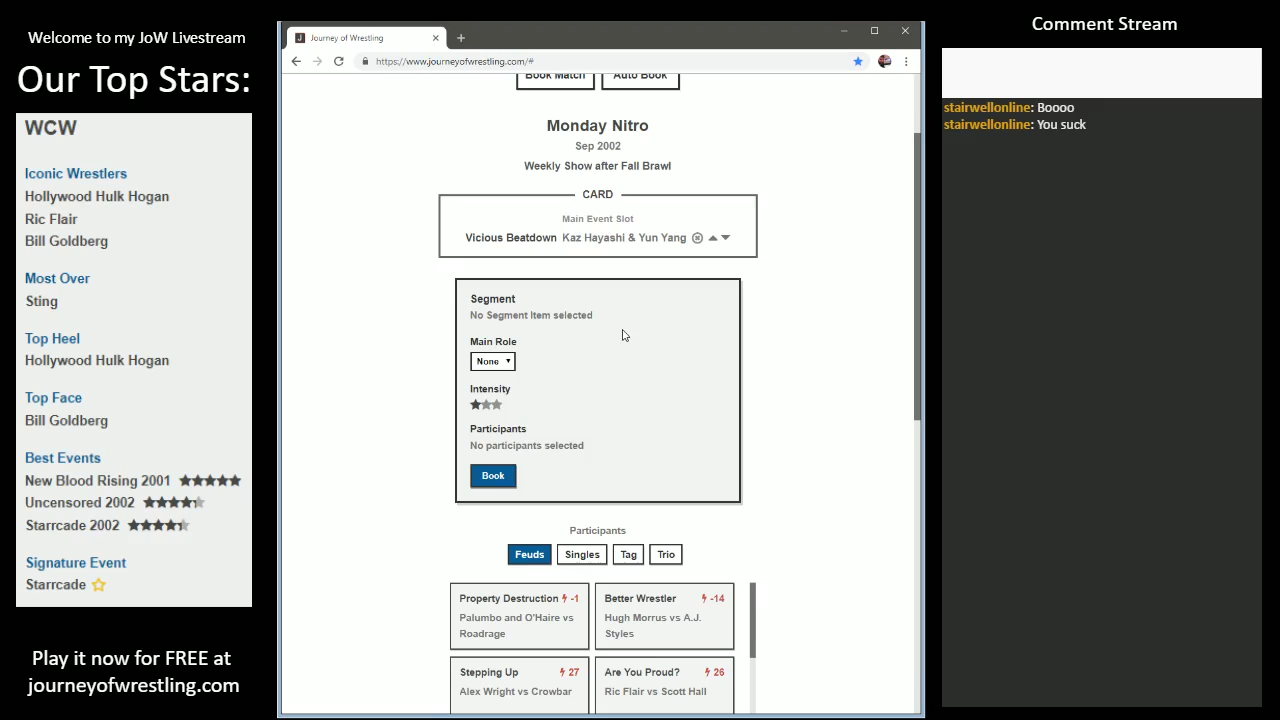 Welcome to my JoW Livestream
Our Top Stars:
WCW
Iconic Wrestlers
Hollywood Hulk Hogan
Ric Flair
Bill Goldberg
Most Over
Sting
Top Heel
Hollywood Hulk Hogan
Top Face
Bill Goldberg
Best Events
New Blood Rising 2001
Uncensored 2002
Starrcade 2002
Signature Event
Starrcade
Play it now for FREE at
journeyofwrestling.com
Journey of Wrestling
https://www.journeyofwrestling.com/#
Book Match Auto Book
Monday Nitro
Sep 2002
Weekly Show after Fall Brawl
CARD
Main Event Slot
Vicious Beatdown Kaz Hayashi & Yun Yang
Segment
No Segment Item selected
Main Role
None
Intensity
Participants
No participants selected
Book
Participants
Feuds Singles Tag Trio
Property Destruction -1
Palumbo and O'Haire vs
Roadrage
Better Wrestler -14
Hugh Morrus vs A.J.
Styles
Stepping Up 27
Alex Wright vs Crowbar
Are You Proud? 26
Ric Flair vs Scott Hall
Comment Stream
stairwellonline: Boooo
stairwellonline: You suck